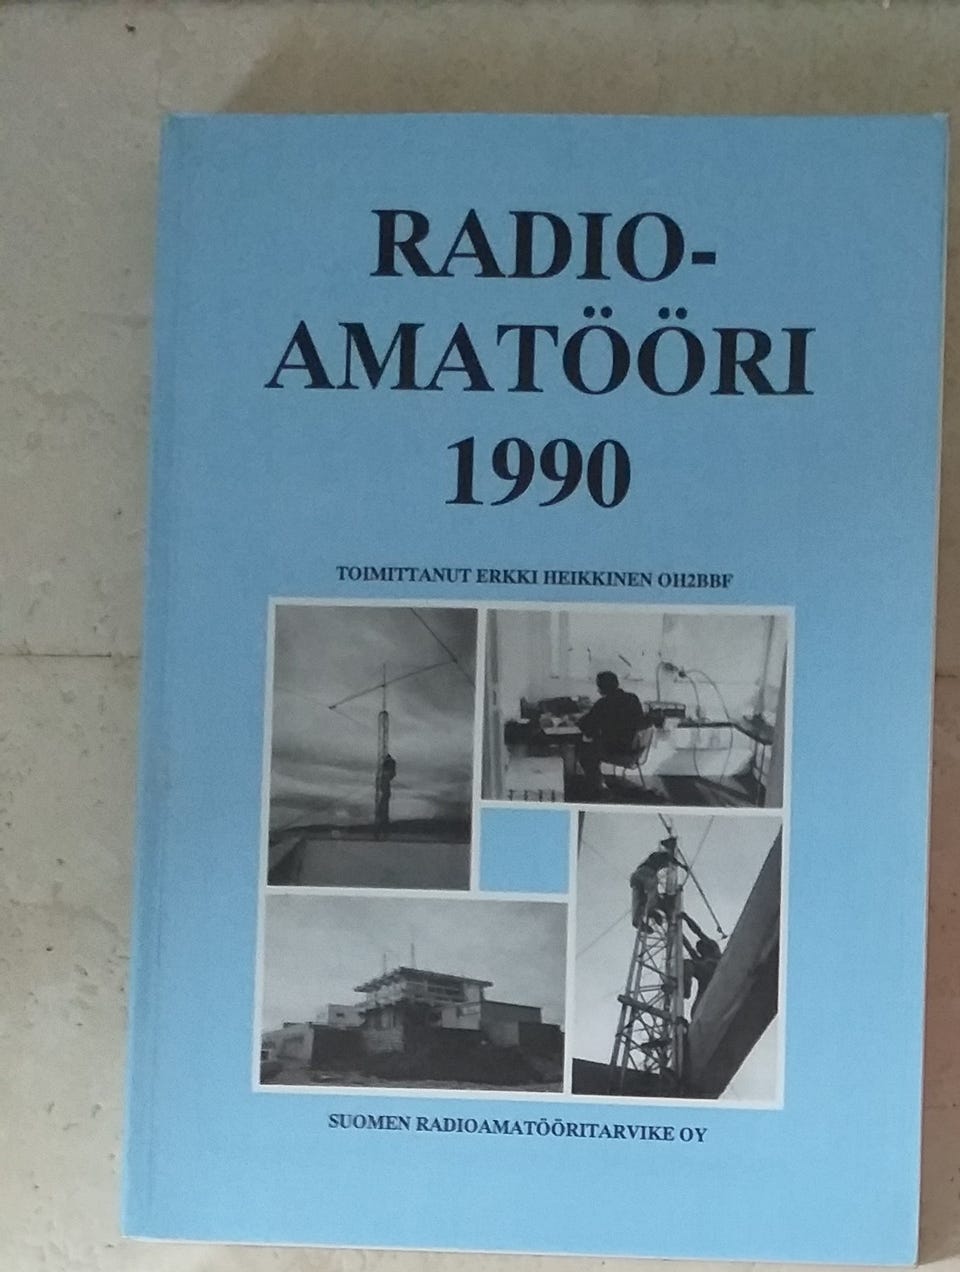 RADIO-
AMATÖÖRI
1990
TOIMITTANUT ERKKI HEIKKINEN OH2BBF
SUOMEN RADIOAMATÖÖRITARVIKE OY